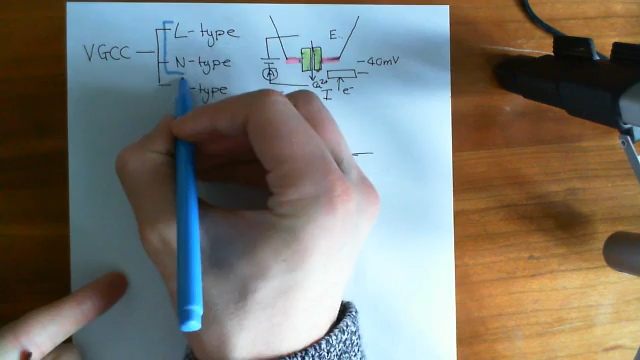 L-type
E..
VGCC
N-type
-40mV
-type
Ca²⁺
I
e⁻